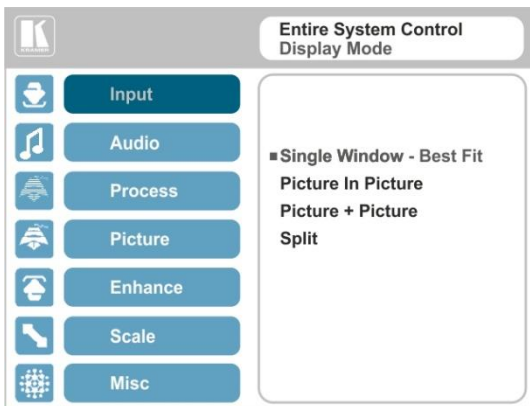 KRAMER
Entire System Control
Display Mode
Input
Audio
Process
Picture
Enhance
Scale
Misc
Single Window - Best Fit
Picture In Picture
Picture + Picture
Split